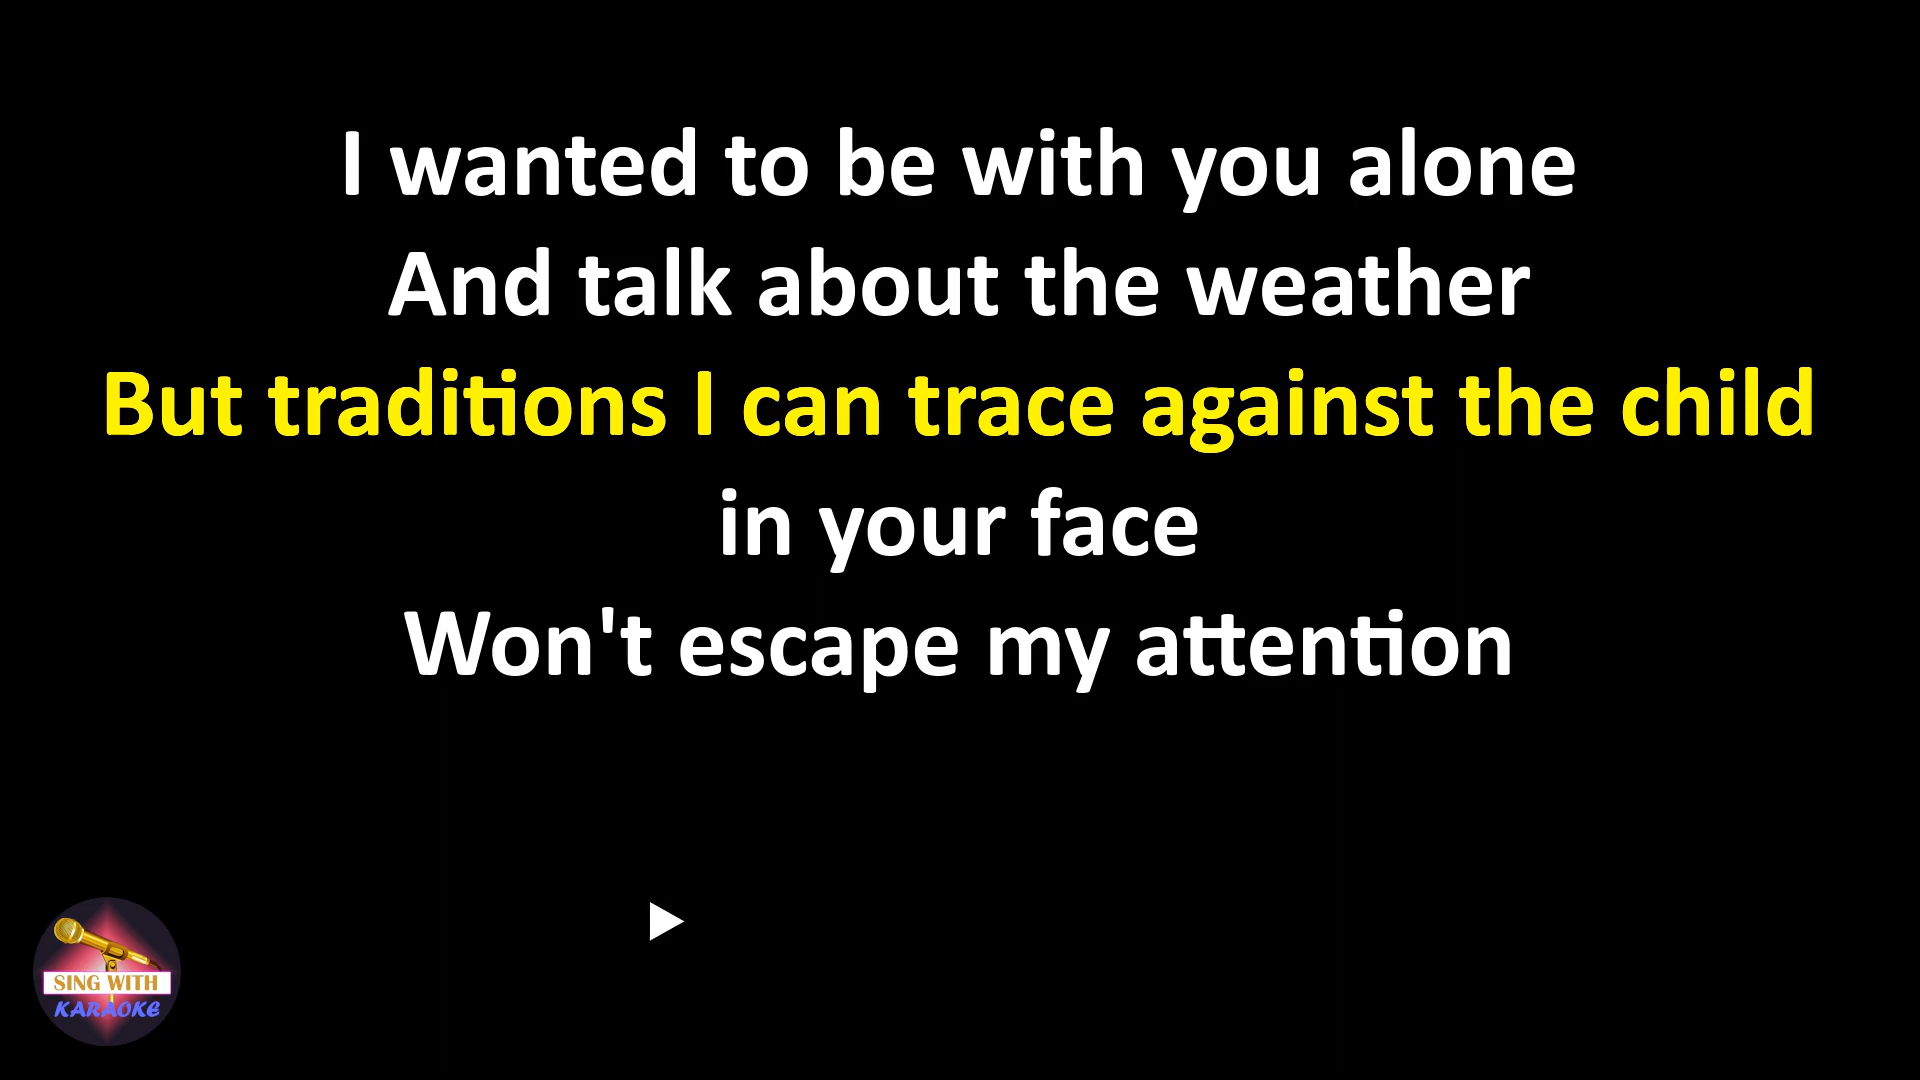 I wanted to be with you alone
And talk about the weather
But traditions I can trace against the child
in your face
Won't escape my attention
SING WITH
KARAOKE